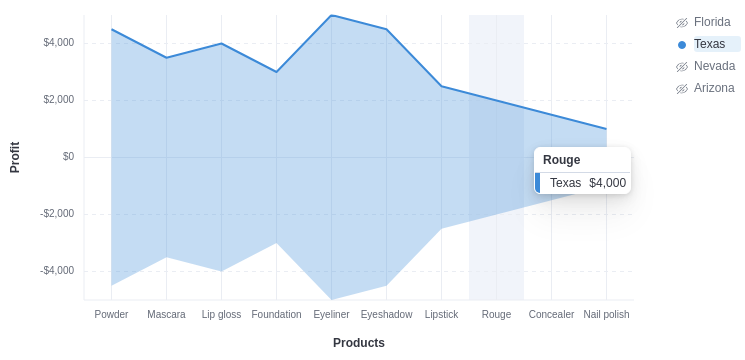 Florida
Texas
Nevada
Arizona
Profit
$4,000
$2,000
$0
-$2,000
-$4,000
Rouge
Texas $4,000
Powder Mascara Lip gloss Foundation Eyeliner Eyeshadow Lipstick Rouge Concealer Nail polish
Products